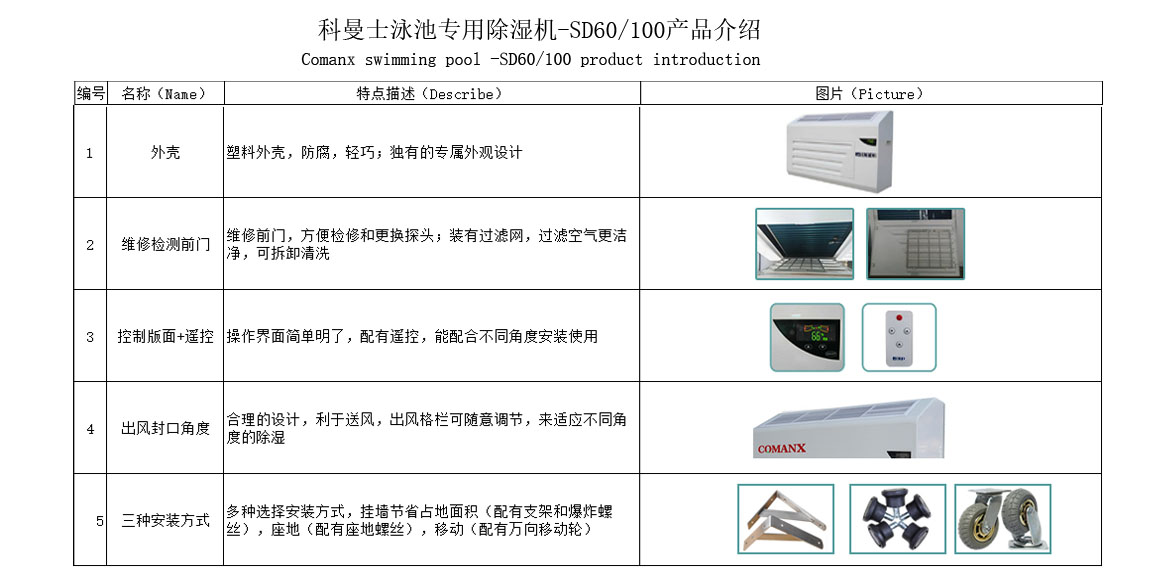 科曼士泳池专用除湿机-SD60/100产品介绍
Comanx swimming pool -SD60/100 product introduction
编号 名称（Name） 特点描述（Describe） 图片（Picture）
1 外壳 塑料外壳，防腐，轻巧；独有的专属外观设计
2 维修检测前门 维修前门，方便检修和更换探头；装有过滤网，过滤空气更洁
净，可拆卸清洗
3 控制版面+遥控 操作界面简单明了，配有遥控，能配合不同角度安装使用
66
4 出风封口角度 合理的设计，利于送风，出风格栏可随意调节，来适应不同角
度的除湿
COMANX
5 三种安装方式 多种选择安装方式，挂墙节省占地面积（配有支架和爆炸螺
丝），座地（配有座地螺丝），移动（配有万向移动轮）